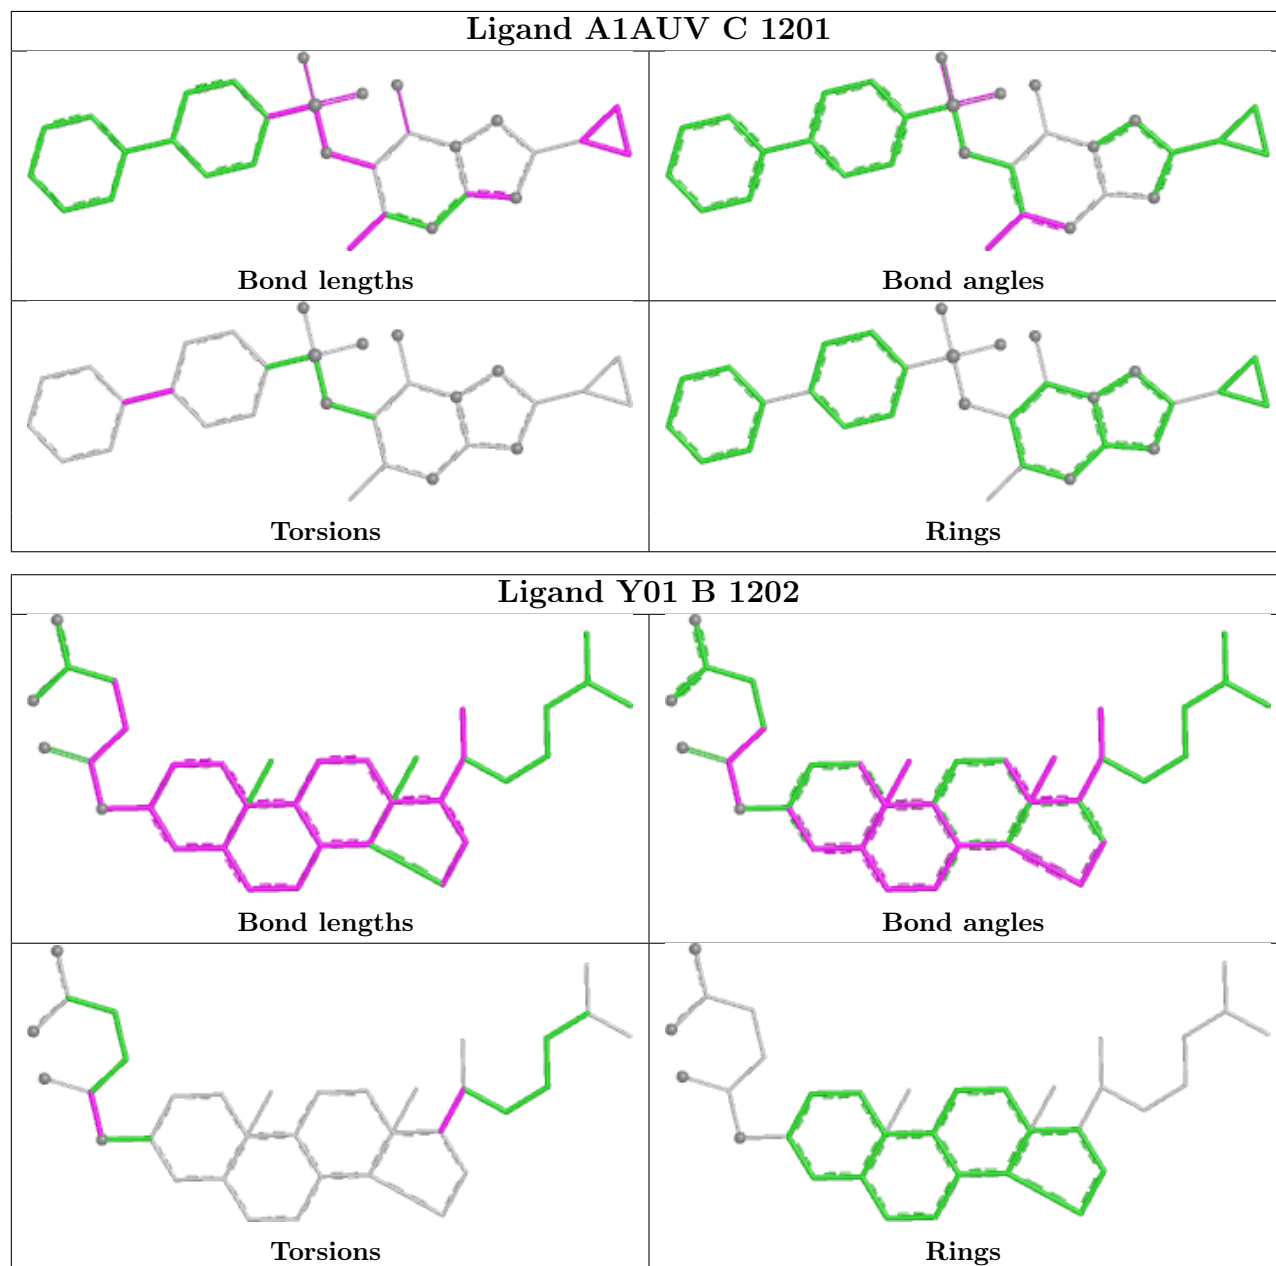 Ligand A1AUV C 1201
Bond lengths
Bond angles
Torsions
Rings
Ligand Y01 B 1202
Bond lengths
Bond angles
Torsions
Rings